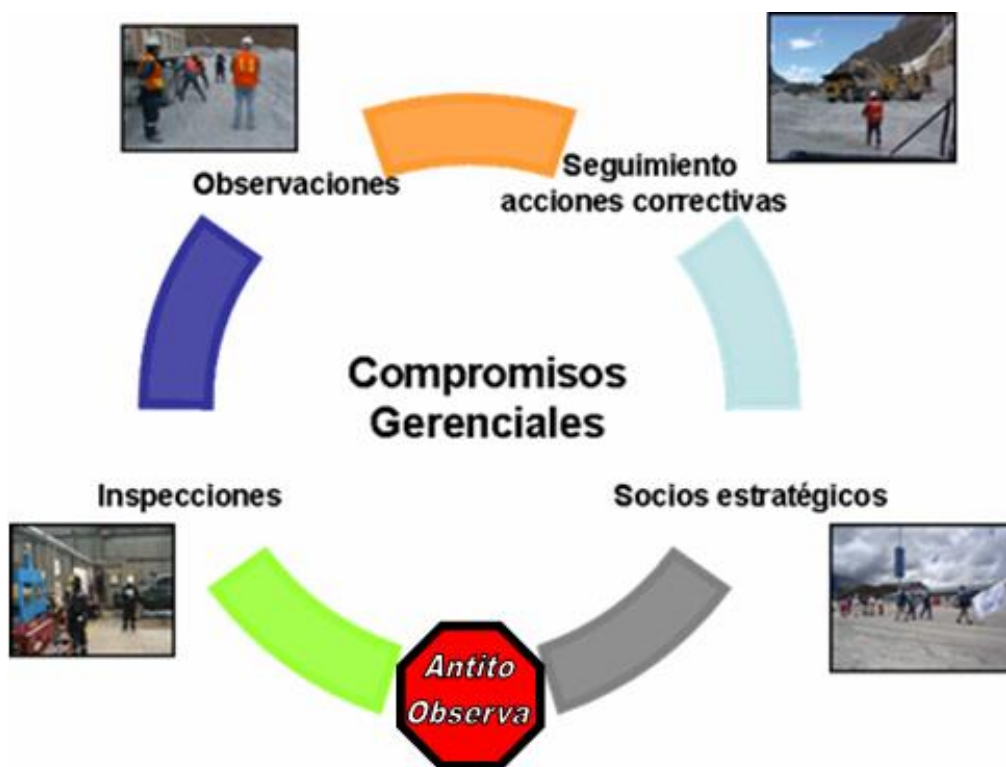 Observaciones
Seguimiento
acciones correctivas
Compromisos
Gerenciales
Inspecciones
Socios estratégicos
Antito
Observa